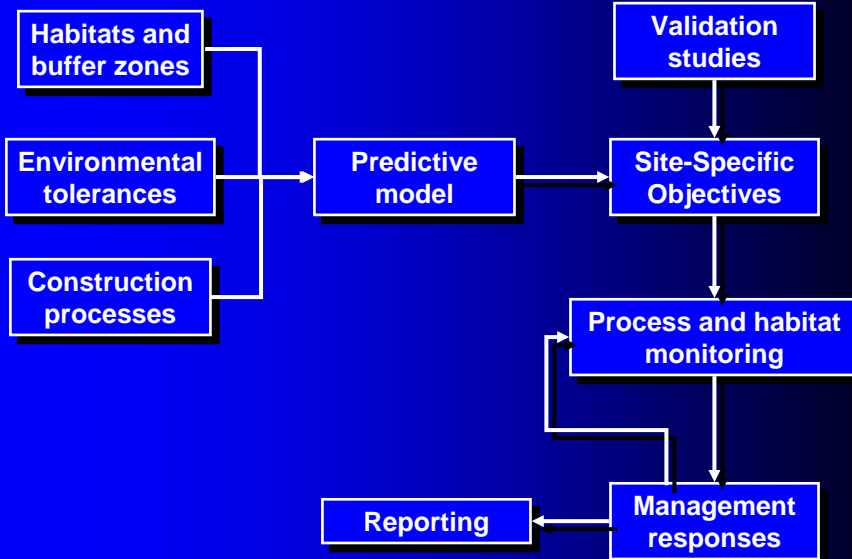 Habitats and
buffer zones
Validation
studies
Environmental
tolerances
Predictive
model
Site-Specific
Objectives
Construction
processes
Process and habitat
monitoring
Reporting
Management
responses